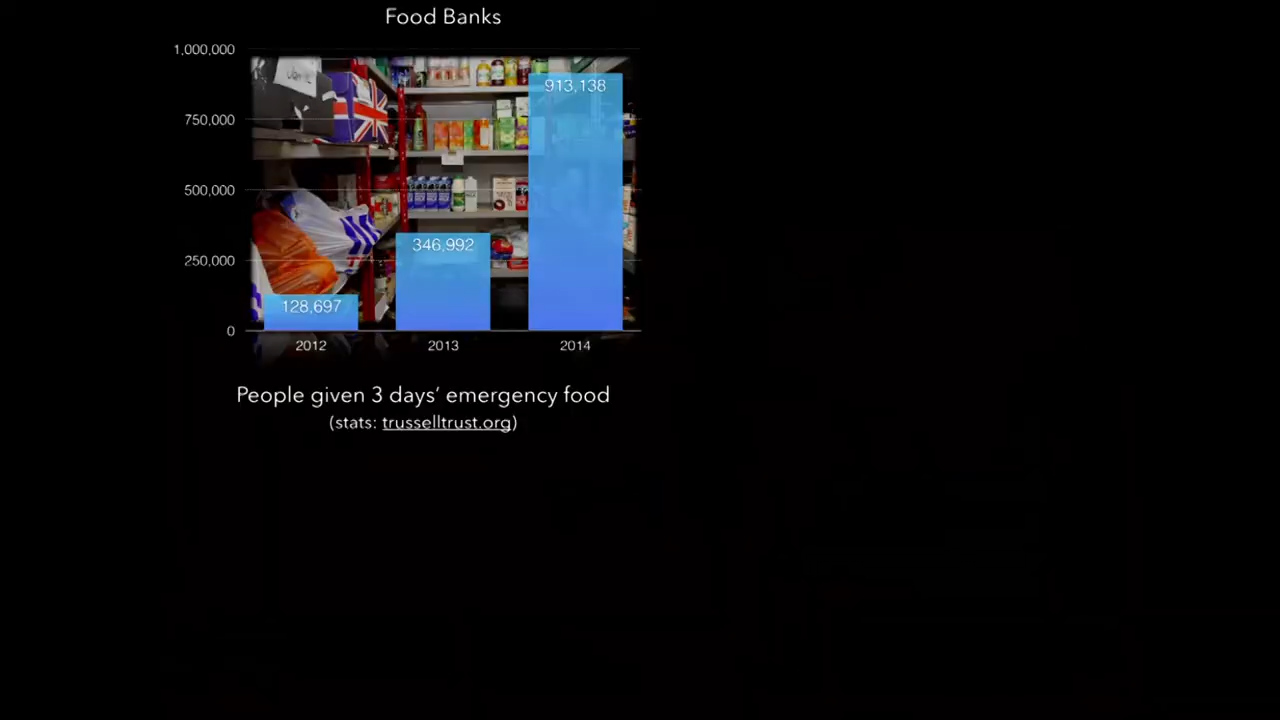 Food Banks
1,000,000
750,000
500,000
250,000
0
913,138
346,992
128,697
2012 2013 2014
People given 3 days’ emergency food
(stats: trusselltrust.org)